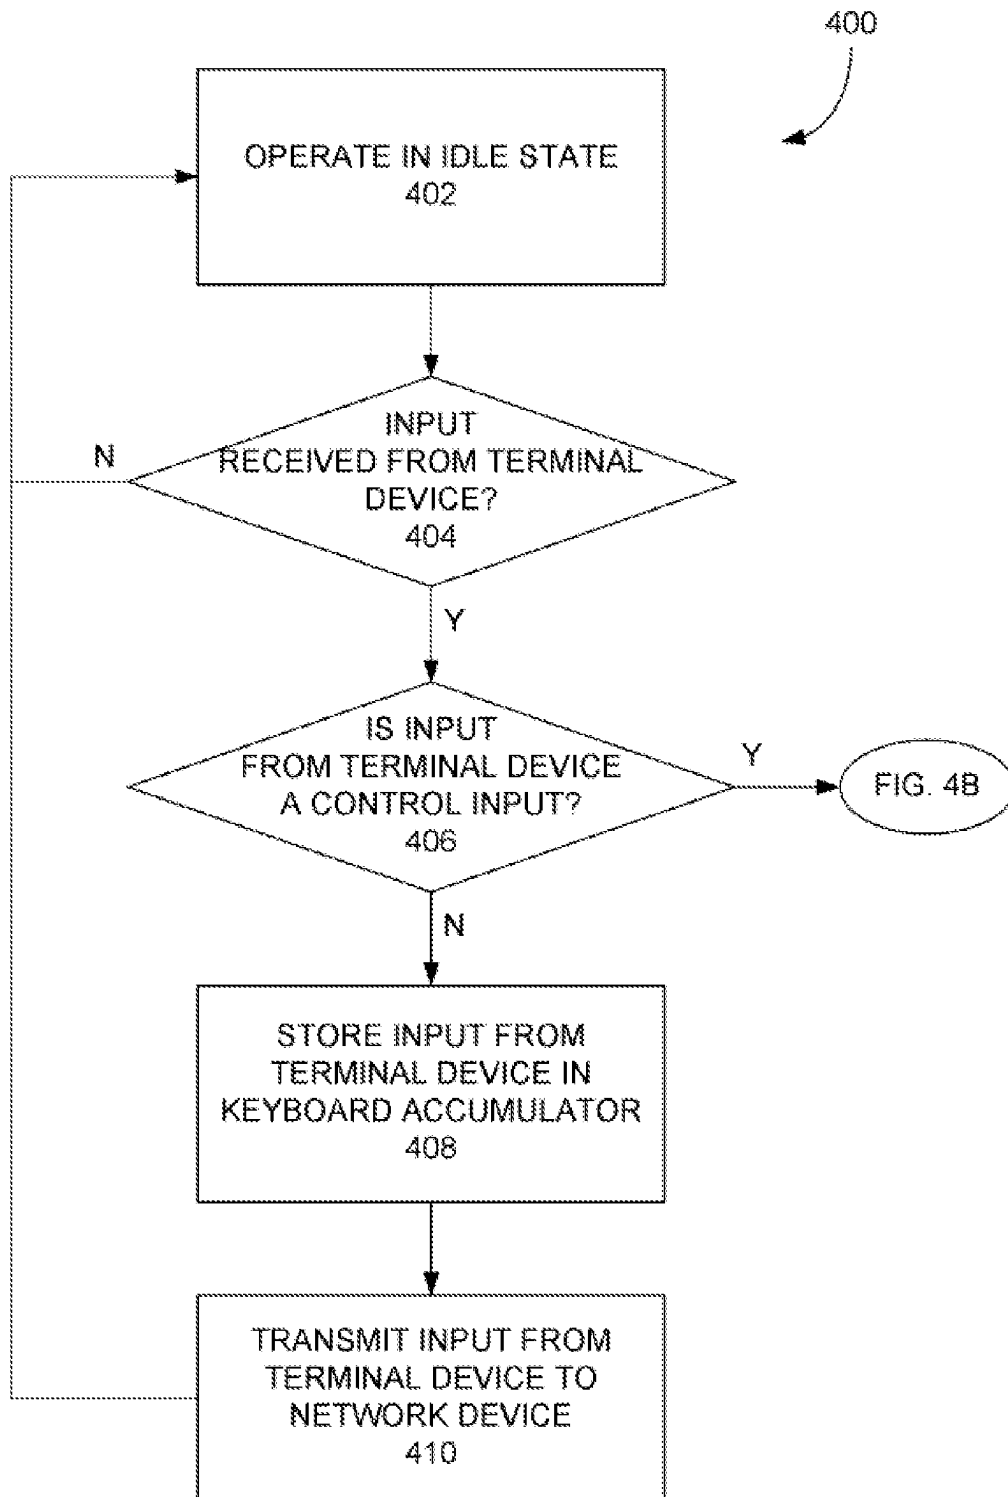 400
OPERATE IN IDLE STATE
402
INPUT
RECEIVED FROM TERMINAL
DEVICE?
404
N
Y
IS INPUT
FROM TERMINAL DEVICE
A CONTROL INPUT?
406
Y
FIG. 4B
N
STORE INPUT FROM
TERMINAL DEVICE IN
KEYBOARD ACCUMULATOR
408
TRANSMIT INPUT FROM
TERMINAL DEVICE TO
NETWORK DEVICE
410